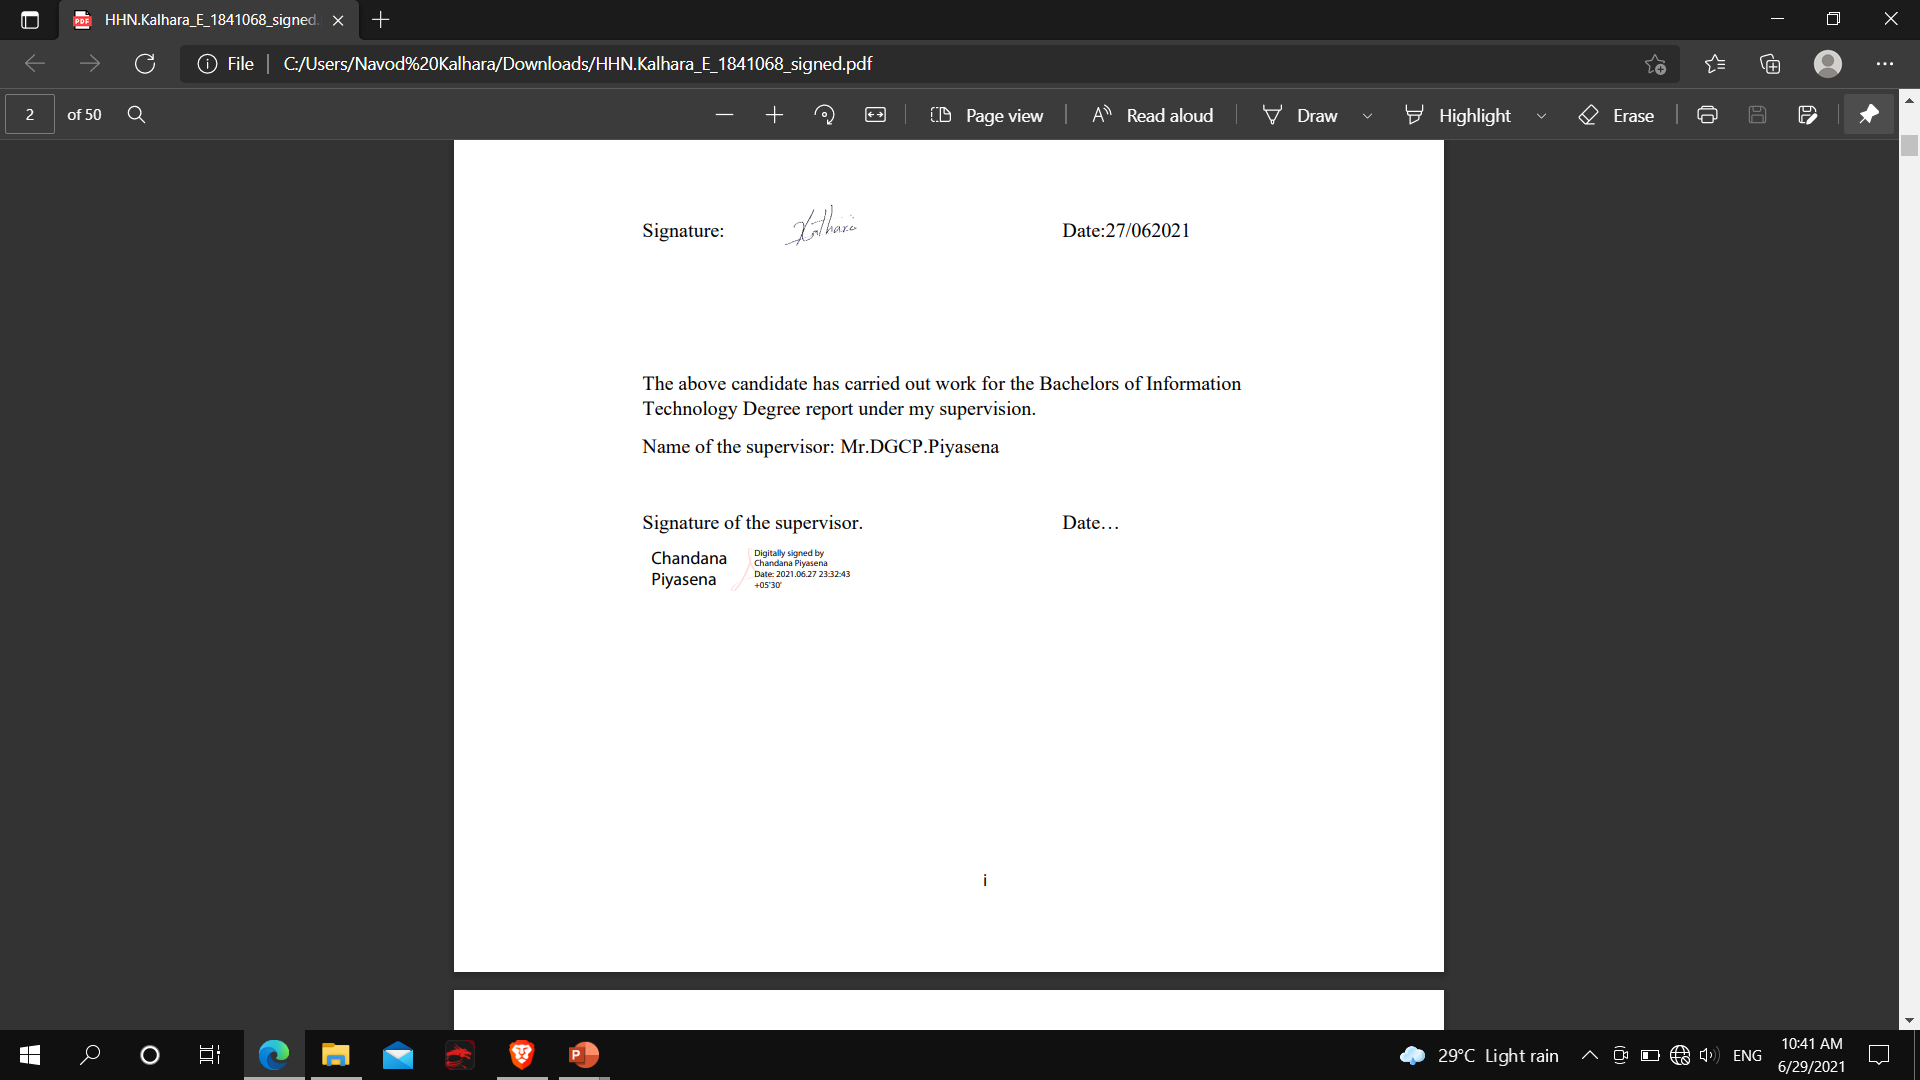 HHN.Kalhara_E_1841068_signed.
File
C:/Users/Navod%20Kalhara/Downloads/HHN.Kalhara_E_1841068_signed.pdf
2 of 50
Page view
Read aloud
Draw
Highlight
Erase
Signature: Kalhara Date:27/062021
The above candidate has carried out work for the Bachelors of Information
Technology Degree report under my supervision.
Name of the supervisor: Mr.DGCP.Piyasena
Signature of the supervisor. Date…
Chandana
Piyasena
Digitally signed by
Chandana Piyasena
Date: 2021.06.27 23:32:43
+05'30'
i
29°C Light rain
ENG
10:41 AM
6/29/2021